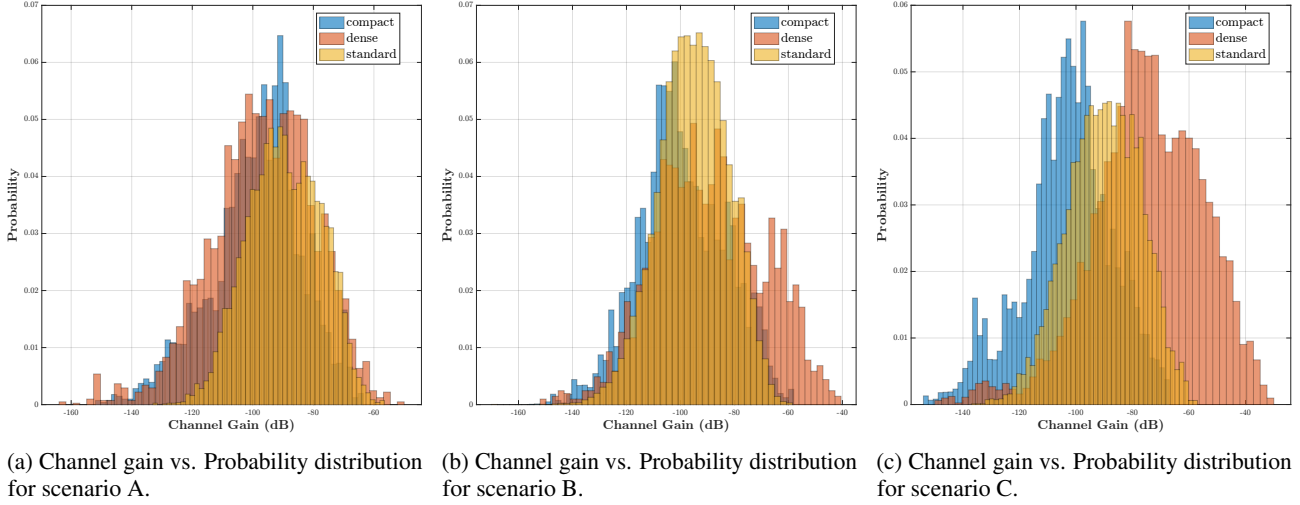 0.07
0.06
0.05
0.04
0.03
0.02
0.01
0
Probability
-160
-140
-120
-100
-80
-60
Channel Gain (dB)
compact
dense
standard
(a) Channel gain vs. Probability distribution
for scenario A.
0.07
0.06
0.05
0.04
0.03
0.02
0.01
0
Probability
-160
-140
-120
-100
-80
-60
-40
Channel Gain (dB)
compact
dense
standard
(b) Channel gain vs. Probability distribution
for scenario B.
0.06
0.05
0.04
0.03
0.02
0.01
0
Probability
-140
-120
-100
-80
-60
-40
Channel Gain (dB)
compact
dense
standard
(c) Channel gain vs. Probability distribution
for scenario C.